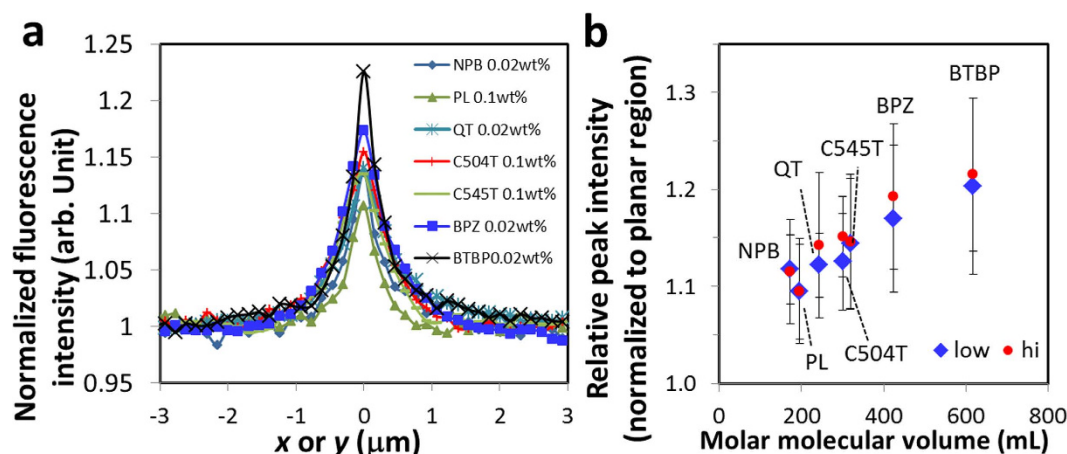 a
Normalized fluorescence
intensity (arb. Unit)
1.25
1.2
1.15
1.1
1.05
1
0.95
-3
-2
-1
0
1
2
3
x or y (μm)
NPB 0.02wt%
PL 0.1wt%
QT 0.02wt%
C504T 0.1wt%
C545T 0.1wt%
BPZ 0.02wt%
BTBP0.02wt%
b
Relative peak intensity
(normalized to planar region)
1.3
1.2
1.1
1.0
0
200
400
600
800
Molar molecular volume (mL)
BTBP
BPZ
C545T
QT
NPB
PL
C504T
low
hi